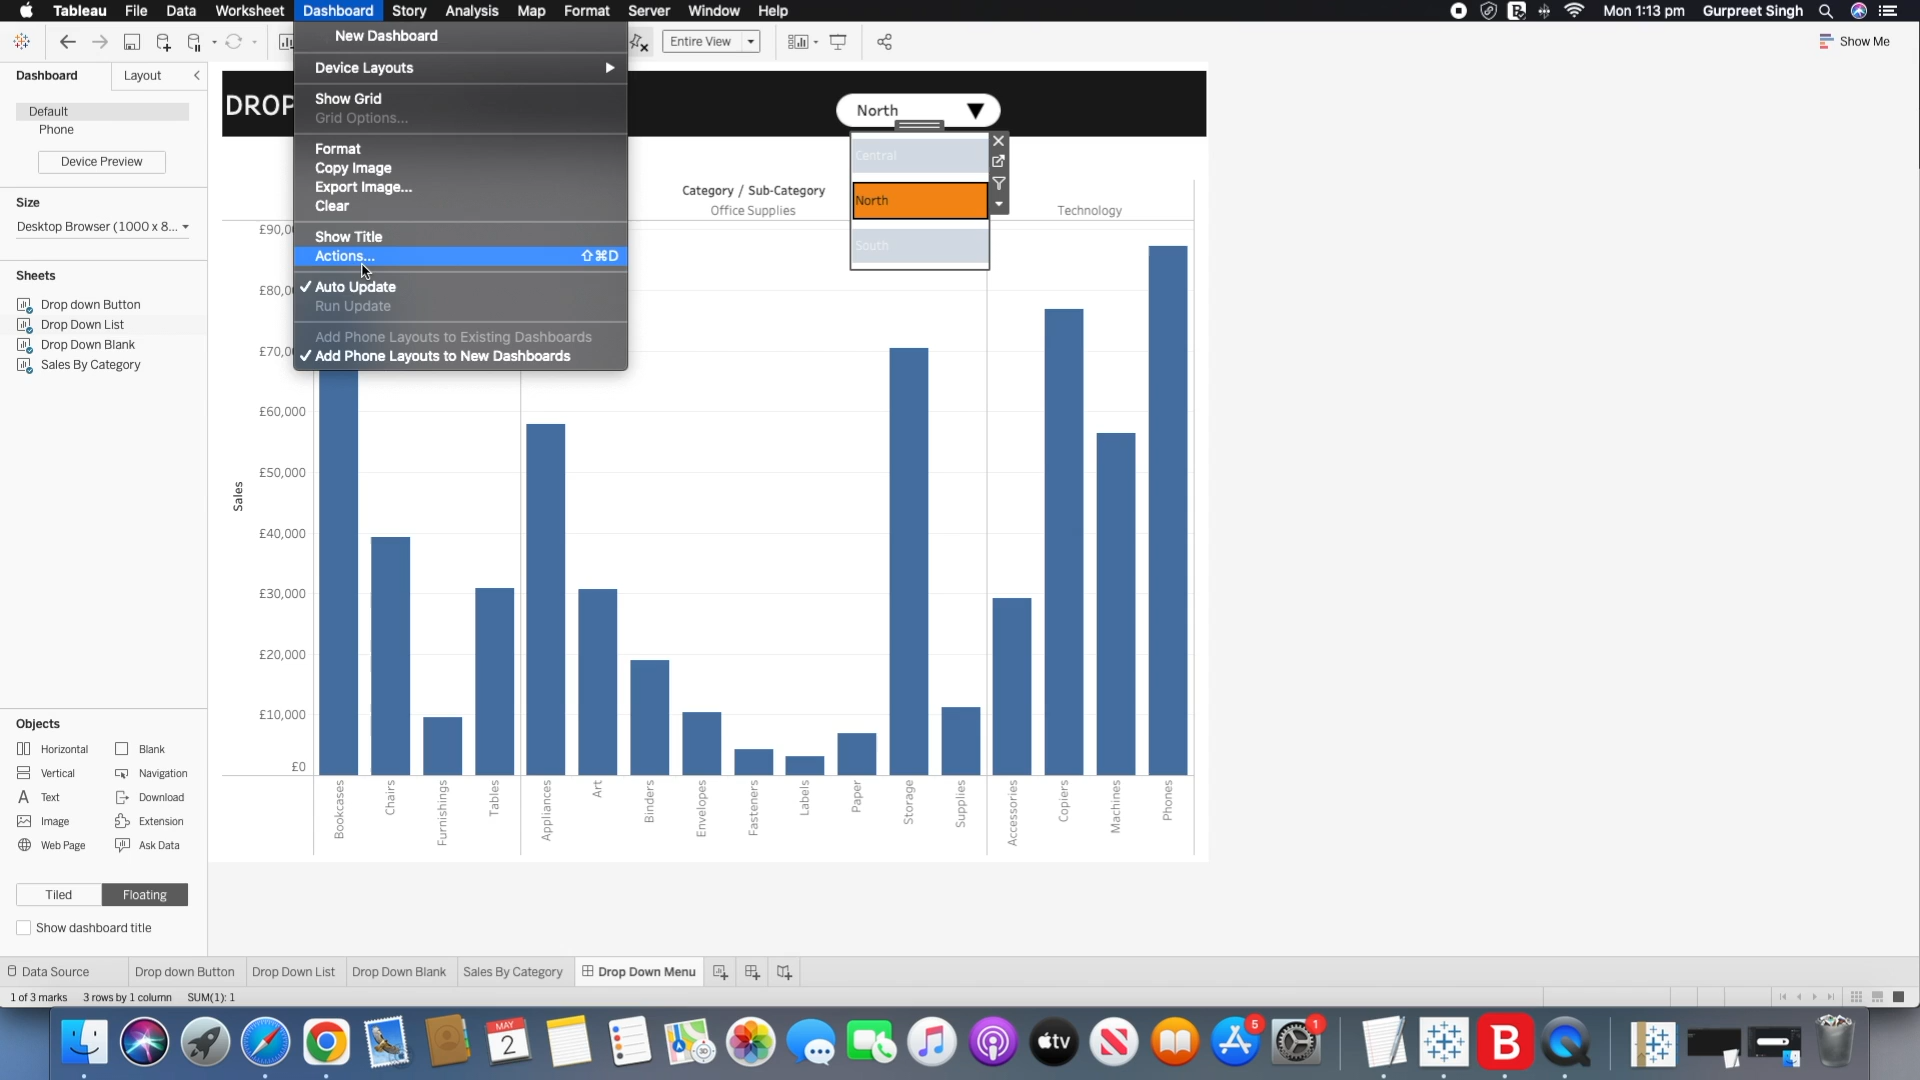 Tableau File Data Worksheet Dashboard Story Analysis Map Format Server Window Help Mon 1:13 pm Gurpreet Singh
New Dashboard
Entire View
Show Me
Dashboard Layout
Device Layouts
Default
Phone
Device Preview
Show Grid
Grid Options...
Format
Copy Image
Export Image...
Clear
Show Title
Actions... ⇧⌘D
Auto Update
Run Update
Add Phone Layouts to Existing Dashboards
Add Phone Layouts to New Dashboards
DROP
North
Central
North
South
Size
Desktop Browser (1000 x 8...
Sheets
Drop down Button
Drop Down List
Drop Down Blank
Sales By Category
Category / Sub-Category
Office Supplies
Technology
£90,0
£80,0
£70,0
£60,000
£50,000
£40,000
£30,000
£20,000
£10,000
£0
Sales
Bookcases
Chairs
Furnishings
Tables
Appliances
Art
Binders
Envelopes
Fasteners
Labels
Paper
Storage
Supplies
Accessories
Copiers
Machines
Phones
Objects
Horizontal Blank
Vertical Navigation
A Text Download
Image Extension
Web Page Ask Data
Tiled Floating
Show dashboard title
Data Source Drop down Button Drop Down List Drop Down Blank Sales By Category Drop Down Menu
1 of 3 marks 3 rows by 1 column SUM(1): 1
MAY
2
tv
5
1
B